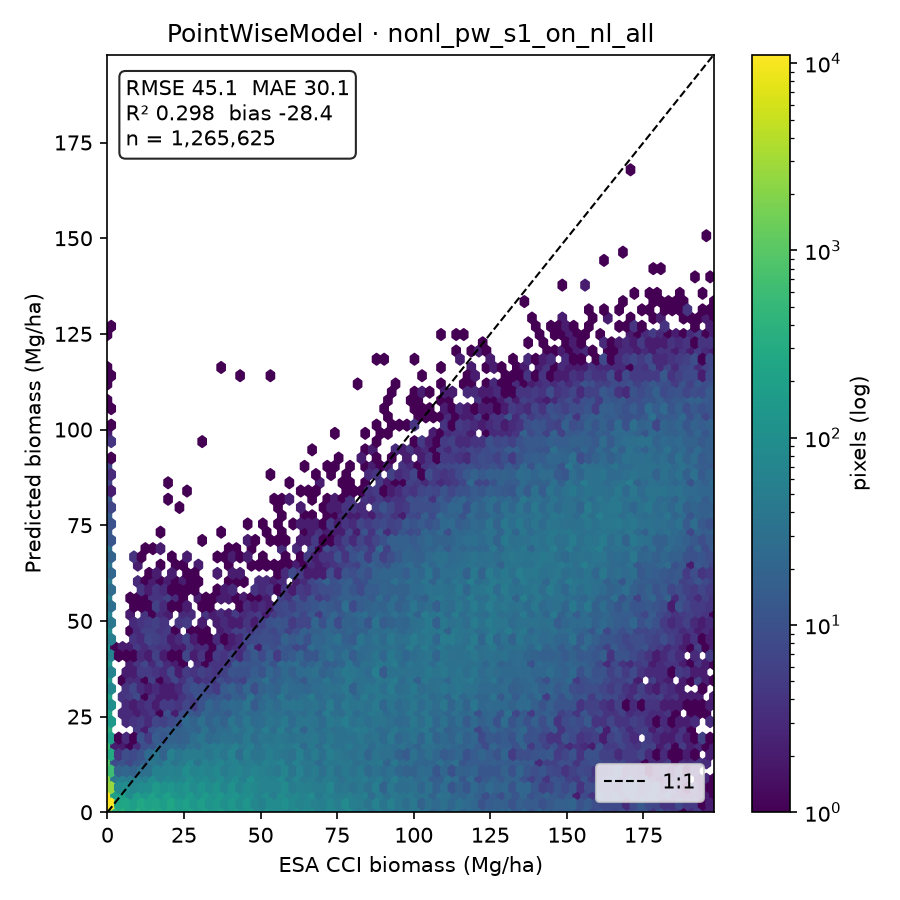 PointWiseModel · nonl_pw_s1_on_nl_all
RMSE 45.1  MAE 30.1
R² 0.298  bias -28.4
n = 1,265,625
175
150
125
100
75
50
25
0
Predicted biomass (Mg/ha)
0 25 50 75 100 125 150 175
ESA CCI biomass (Mg/ha)
1:1
10⁴
10³
10²
10¹
10⁰
pixels (log)